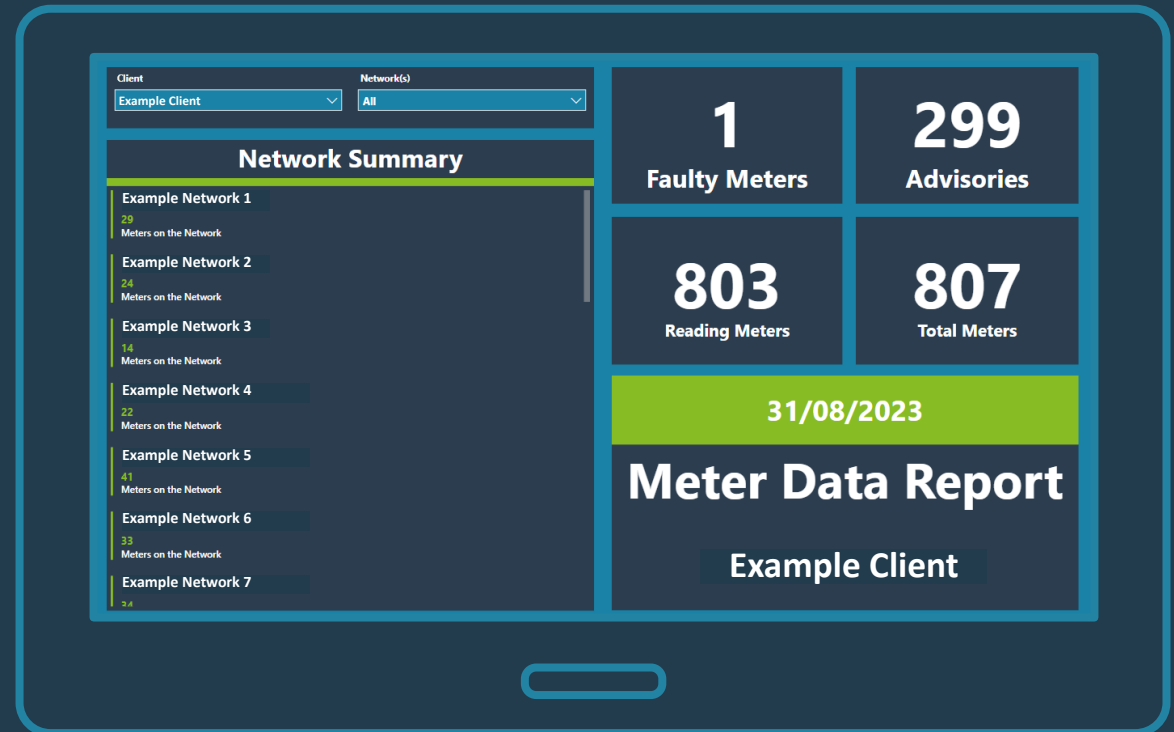 Client
Example Client
Network(s)
All
Network Summary
Example Network 1
29
Meters on the Network
Example Network 2
24
Meters on the Network
Example Network 3
14
Meters on the Network
Example Network 4
22
Meters on the Network
Example Network 5
41
Meters on the Network
Example Network 6
33
Meters on the Network
Example Network 7
34
1
Faulty Meters
299
Advisories
803
Reading Meters
807
Total Meters
31/08/2023
Meter Data Report
Example Client